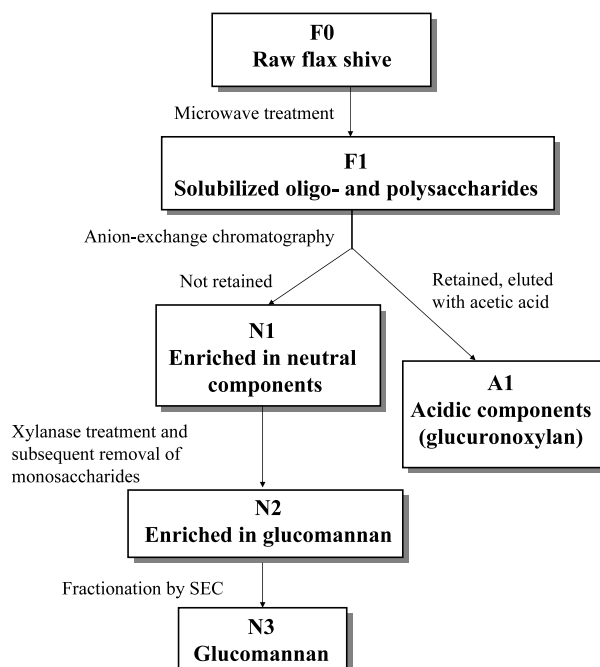 F0
Raw flax shive
Microwave treatment
F1
Solubilized oligo- and polysaccharides
Anion-exchange chromatography
Not retained
Retained, eluted
with acetic acid
N1
Enriched in neutral
components
A1
Acidic components
(glucuronoxylan)
Xylanase treatment and
subsequent removal of
monosaccharides
N2
Enriched in glucomannan
Fractionation by SEC
N3
Glucomannan